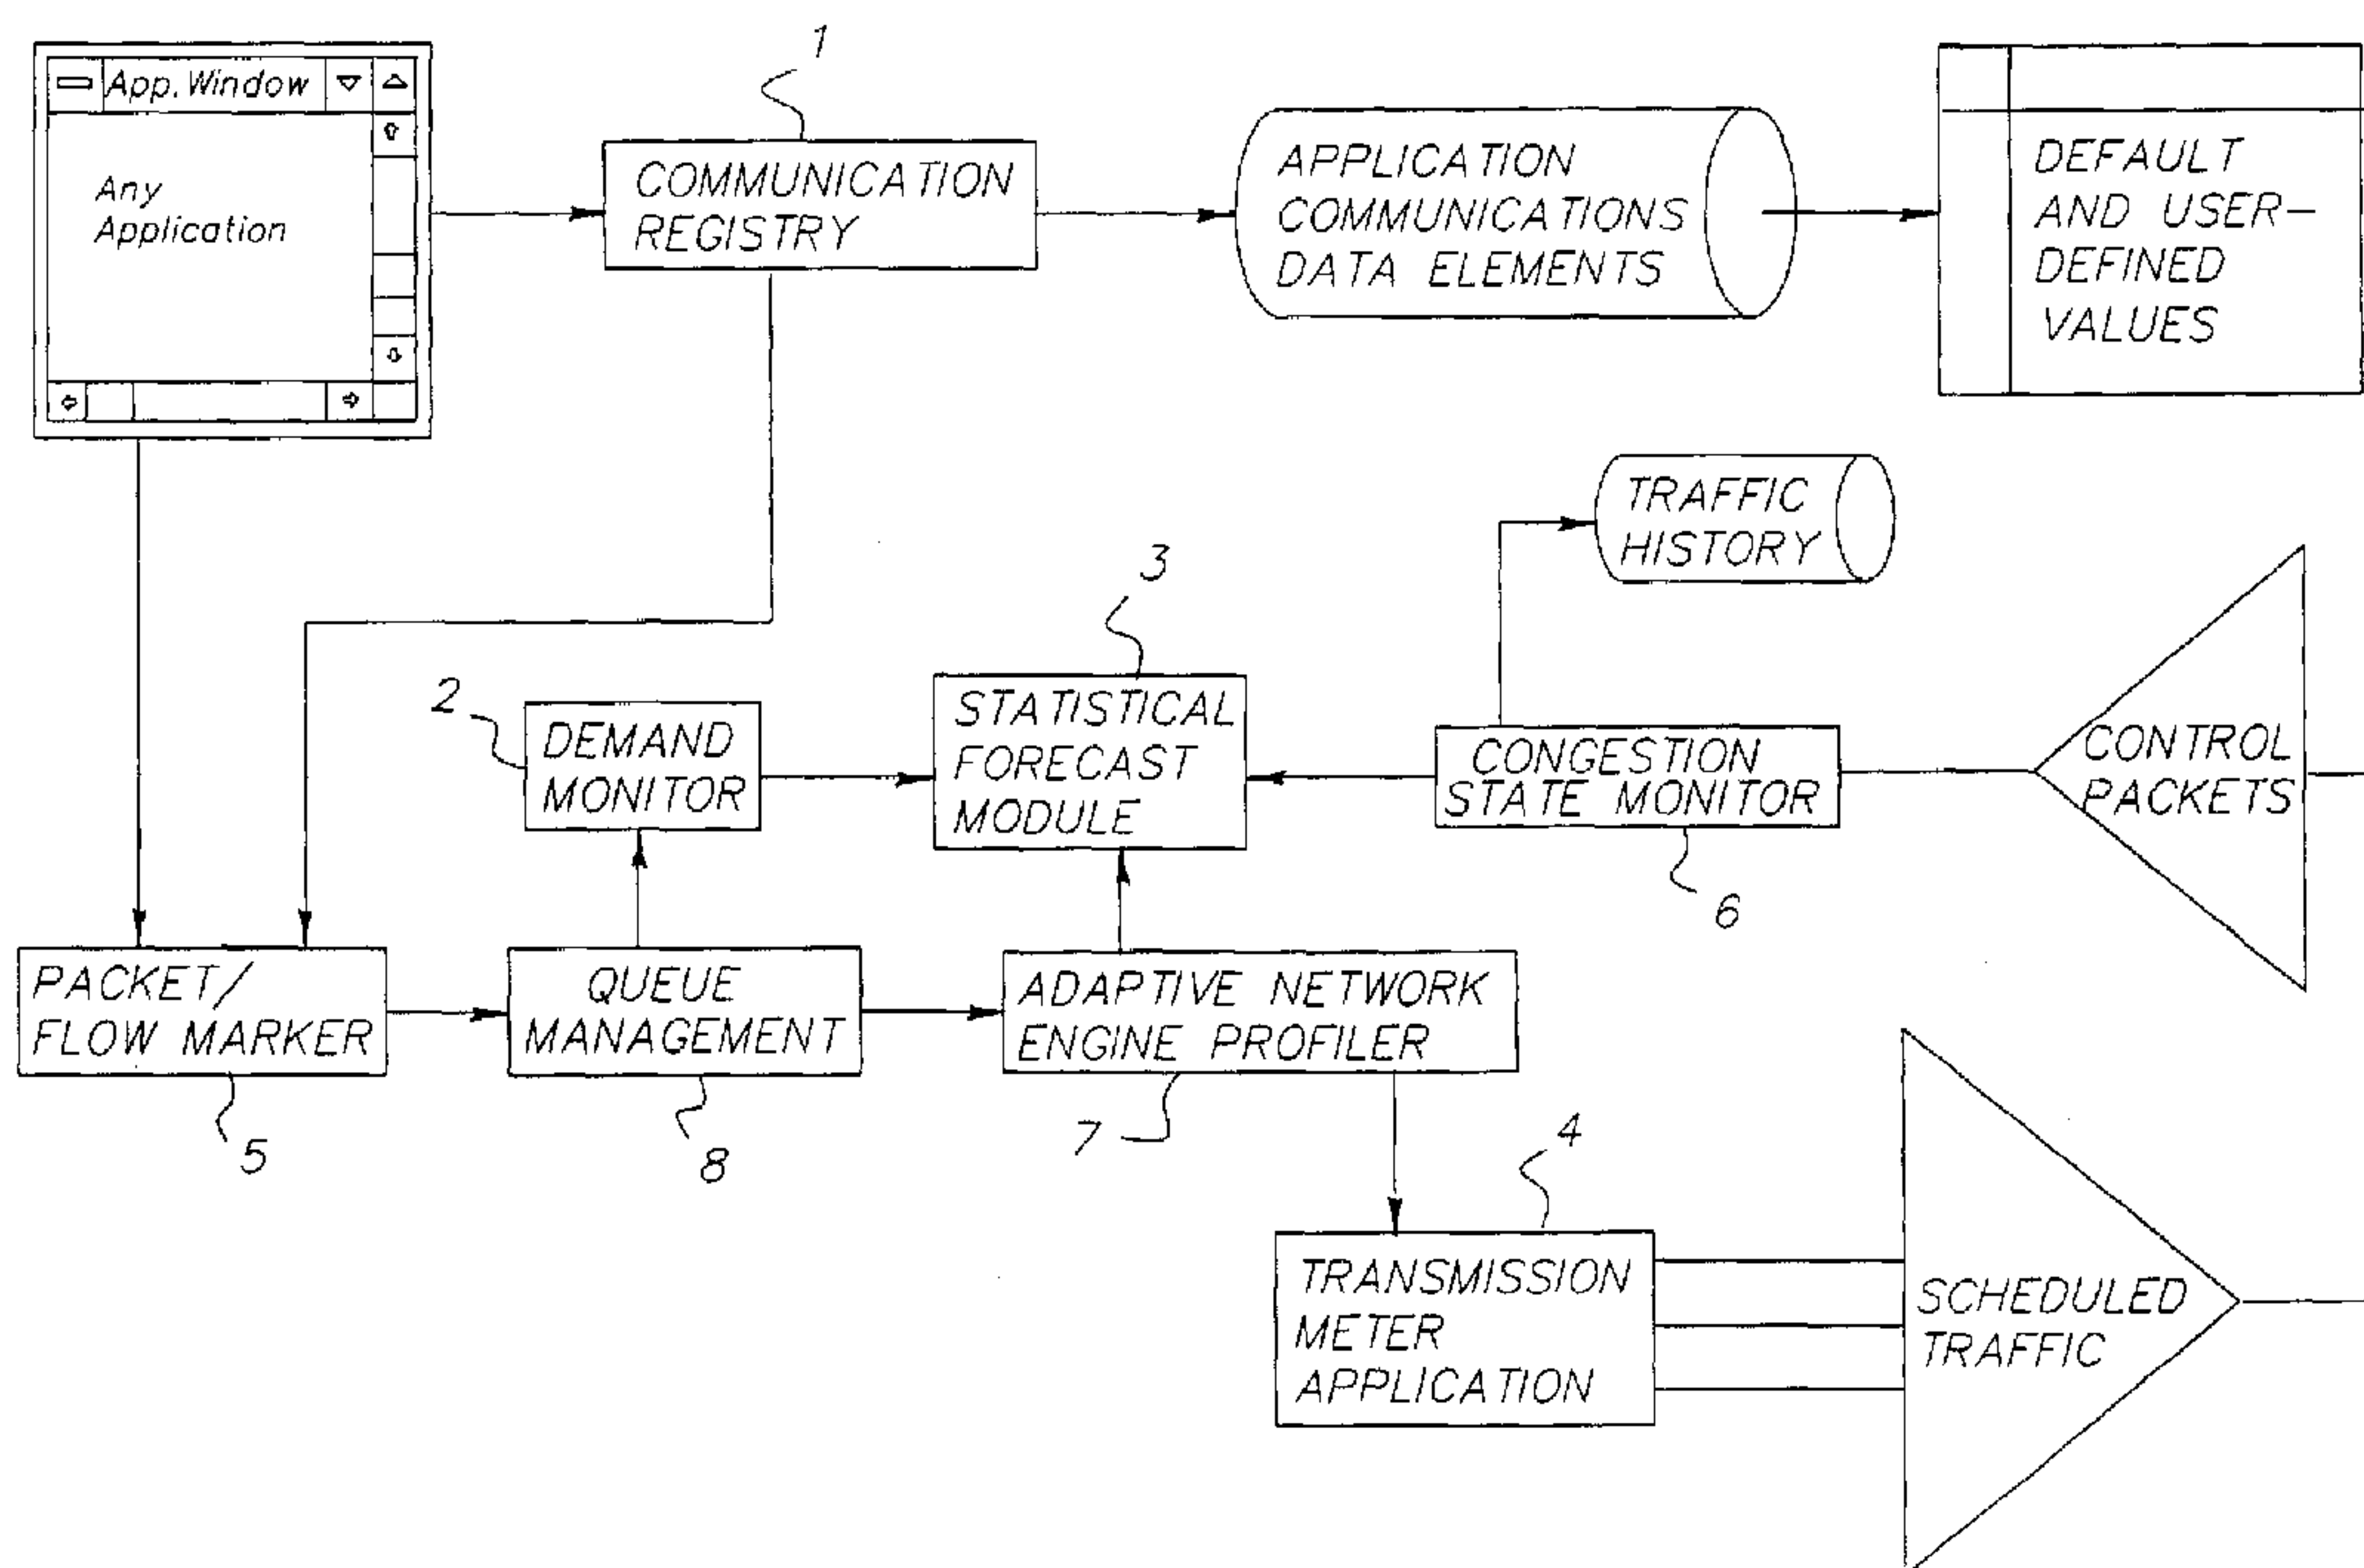 1
App. Window
Any
Application
COMMUNICATION
REGISTRY
APPLICATION
COMMUNICATIONS
DATA ELEMENTS
DEFAULT
AND USER-
DEFINED
VALUES
TRAFFIC
HISTORY
3
STATISTICAL
FORECAST
MODULE
2
DEMAND
MONITOR
CONGESTION
STATE MONITOR
6
CONTROL
PACKETS
PACKET/
FLOW MARKER
5
QUEUE
MANAGEMENT
8
ADAPTIVE NETWORK
ENGINE PROFILER
7
4
TRANSMISSION
METER
APPLICATION
SCHEDULED
TRAFFIC